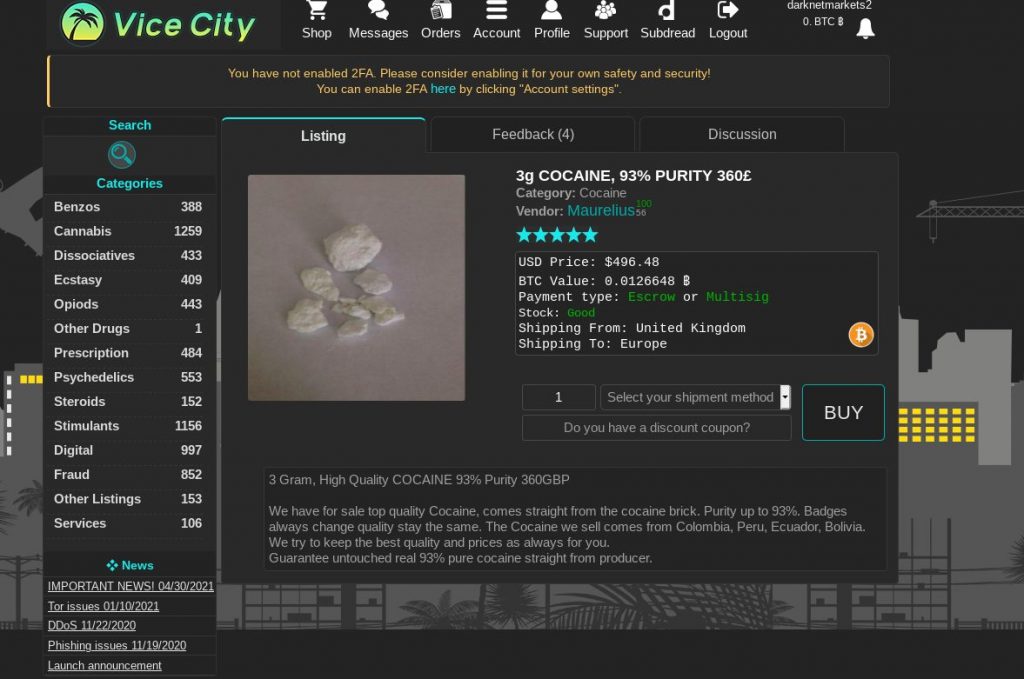 Vice City
Shop
Messages
Orders
Account
Profile
Support
Subdread
Logout
darknetmarkets2
0. BTC ฿
You have not enabled 2FA. Please consider enabling it for your own safety and security!
You can enable 2FA here by clicking "Account settings".
Search
Categories
Benzos 388
Cannabis 1259
Dissociatives 433
Ecstasy 409
Opiods 443
Other Drugs 1
Prescription 484
Psychedelics 553
Steroids 152
Stimulants 1156
Digital 997
Fraud 852
Other Listings 153
Services 106
News
IMPORTANT NEWS! 04/30/2021
Tor issues 01/10/2021
DDoS 11/22/2020
Phishing issues 11/19/2020
Launch announcement
Listing
Feedback (4)
Discussion
3g COCAINE, 93% PURITY 360£
Category: Cocaine
Vendor: Maurelius 100 56
USD Price: $496.48
BTC Value: 0.0126648 ฿
Payment type: Escrow or Multisig
Stock: Good
Shipping From: United Kingdom
Shipping To: Europe
1
Select your shipment method
Do you have a discount coupon?
BUY
3 Gram, High Quality COCAINE 93% Purity 360GBP
We have for sale top quality Cocaine, comes straight from the cocaine brick. Purity up to 93%. Badges
always change quality stay the same. The Cocaine we sell comes from Colombia, Peru, Ecuador, Bolivia.
We try to keep the best quality and prices as always for you.
Guarantee untouched real 93% pure cocaine straight from producer.